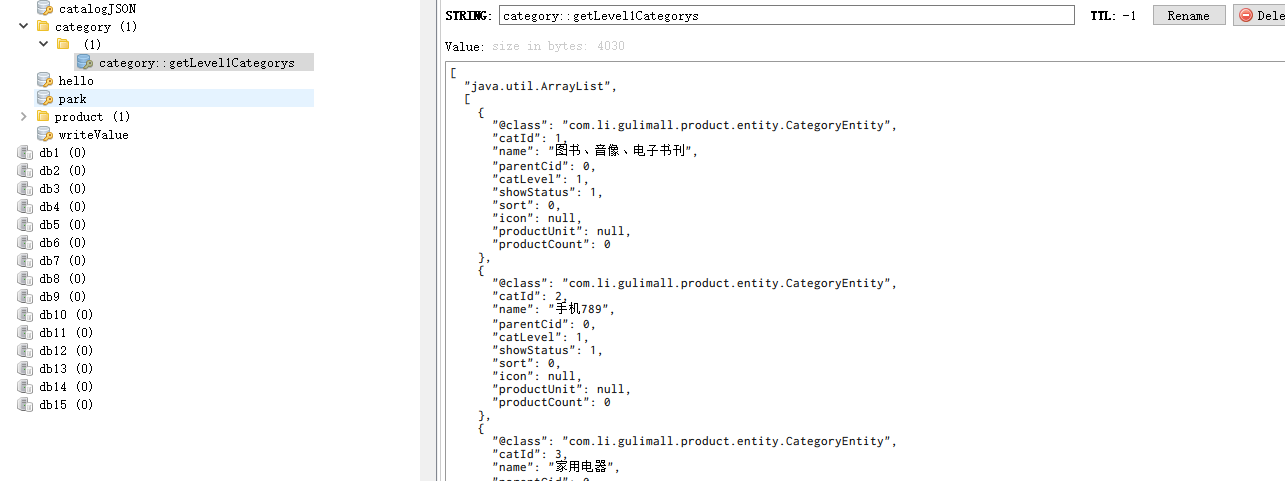 catalogJSON
category (1)
(1)
category::getLevel1Categorys
hello
park
product (1)
writeValue
db1 (0)
db2 (0)
db3 (0)
db4 (0)
db5 (0)
db6 (0)
db7 (0)
db8 (0)
db9 (0)
db10 (0)
db11 (0)
db12 (0)
db13 (0)
db14 (0)
db15 (0)
STRING: category::getLevel1Categorys TTL: -1 Rename Dele
Value: size in bytes: 4030
[
"java.util.ArrayList",
[
{
"@class": "com.li.gulimall.product.entity.CategoryEntity",
"catId": 1,
"name": "图书、音像、电子书刊",
"parentCid": 0,
"catLevel": 1,
"showStatus": 1,
"sort": 0,
"icon": null,
"productUnit": null,
"productCount": 0
},
{
"@class": "com.li.gulimall.product.entity.CategoryEntity",
"catId": 2,
"name": "手机789",
"parentCid": 0,
"catLevel": 1,
"showStatus": 1,
"sort": 0,
"icon": null,
"productUnit": null,
"productCount": 0
},
{
"@class": "com.li.gulimall.product.entity.CategoryEntity",
"catId": 3,
"name": "家用电器",
"parentCid": 0